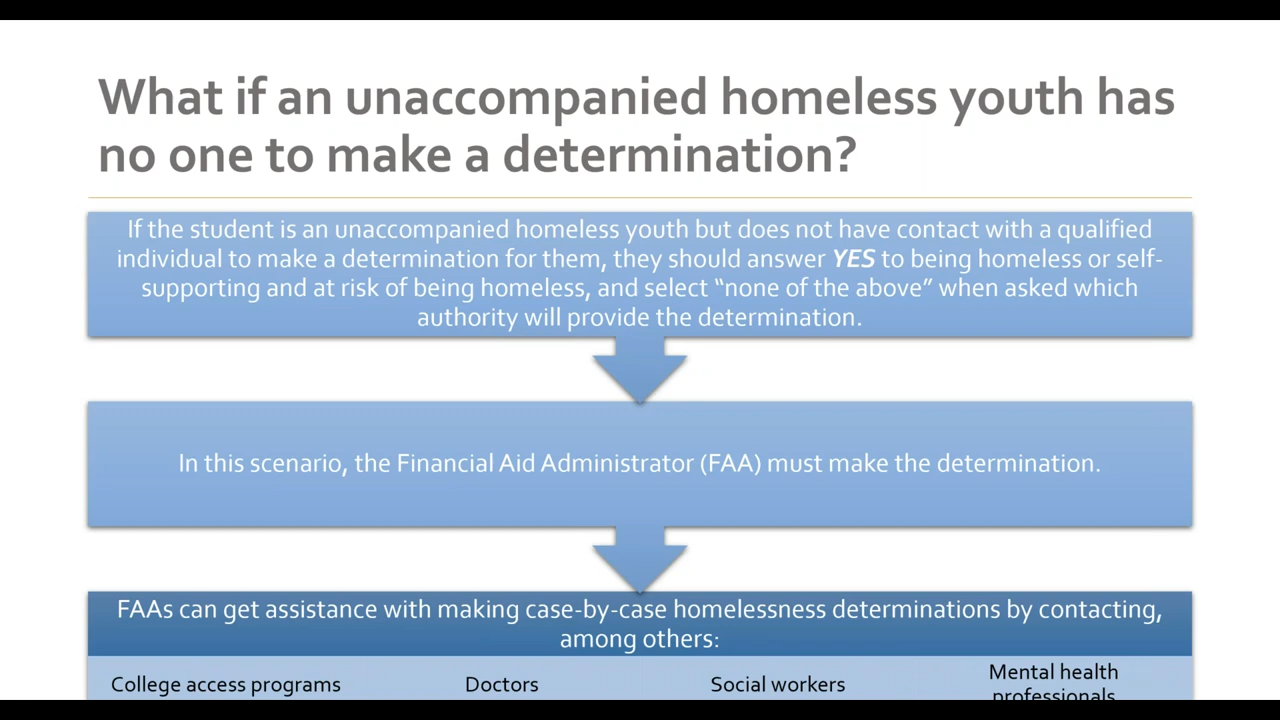 What if an unaccompanied homeless youth has
no one to make a determination?
If the student is an unaccompanied homeless youth but does not have contact with a qualified
individual to make a determination for them, they should answer YES to being homeless or self-
supporting and at risk of being homeless, and select “none of the above” when asked which
authority will provide the determination.
In this scenario, the Financial Aid Administrator (FAA) must make the determination.
FAAs can get assistance with making case-by-case homelessness determinations by contacting,
among others:
College access programs
Doctors
Social workers
Mental health
professionals